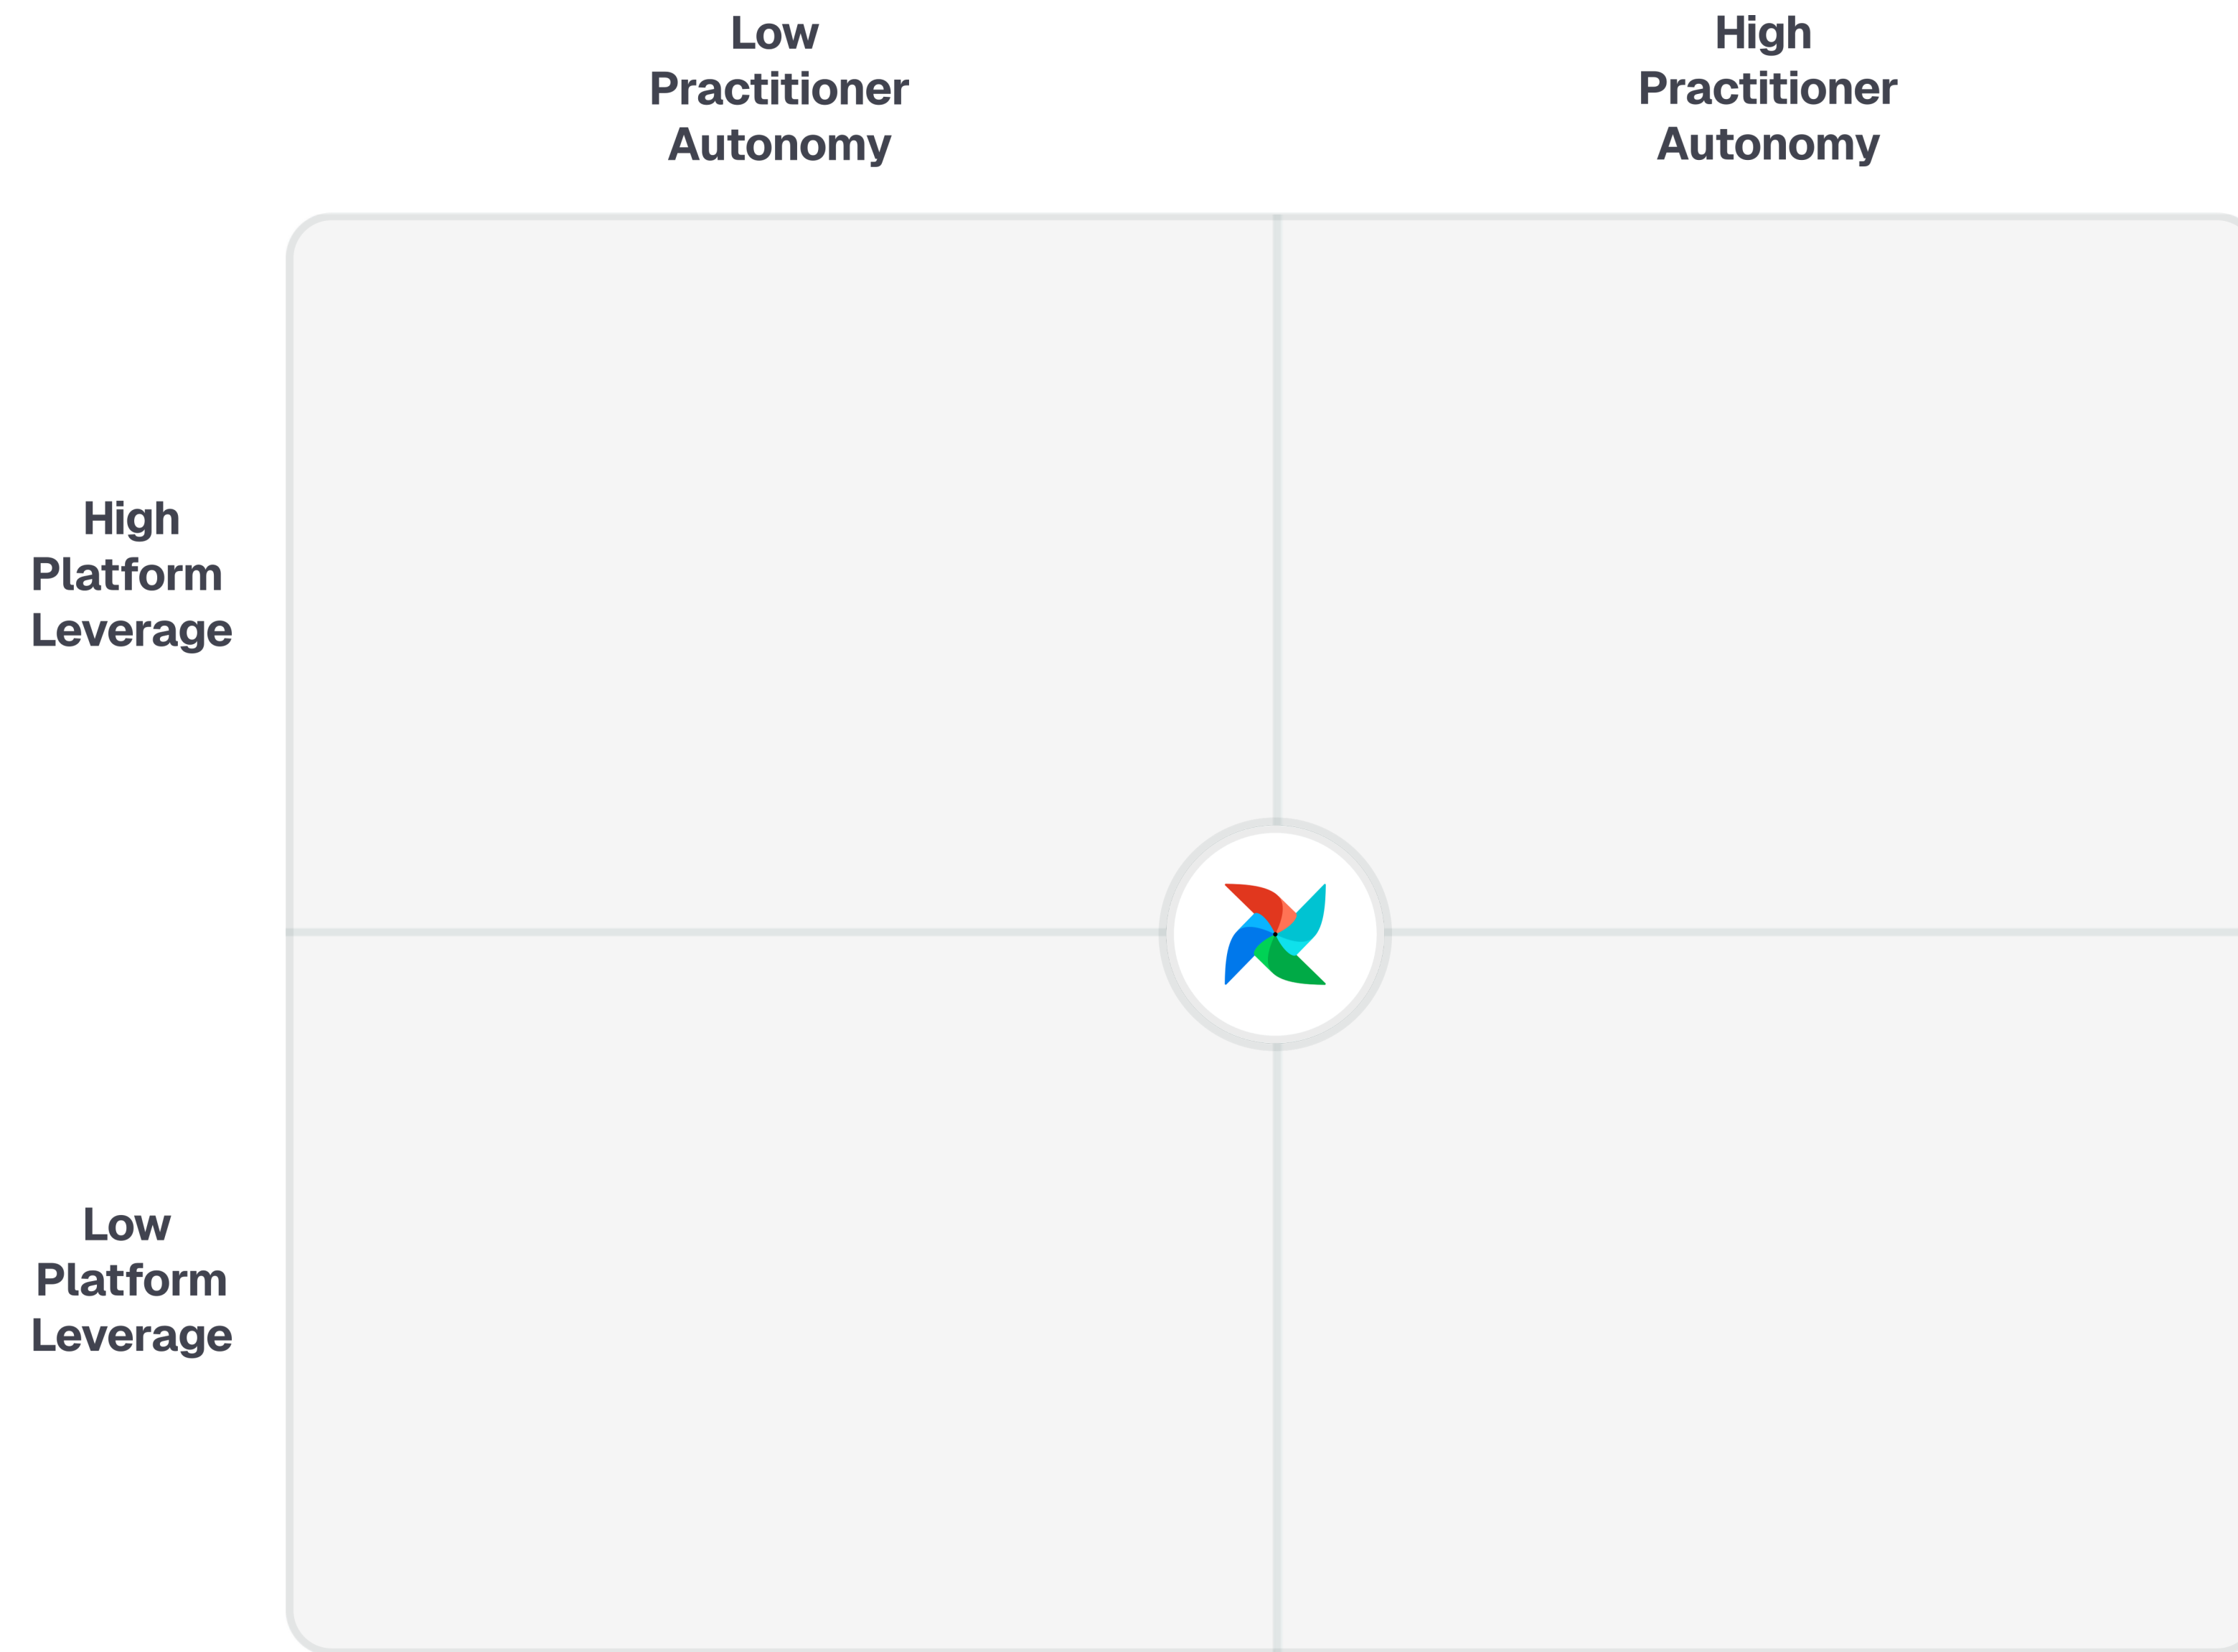 Low
Practitioner
Autonomy
High
Practitioner
Autonomy
High
Platform
Leverage
Low
Platform
Leverage